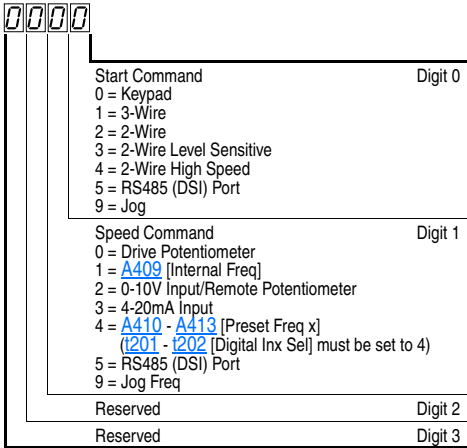 0000
Start Command Digit 0
0 = Keypad
1 = 3-Wire
2 = 2-Wire
3 = 2-Wire Level Sensitive
4 = 2-Wire High Speed
5 = RS485 (DSI) Port
9 = Jog
Speed Command Digit 1
0 = Drive Potentiometer
1 = A409 [Internal Freq]
2 = 0-10V Input/Remote Potentiometer
3 = 4-20mA Input
4 = A410 - A413 [Preset Freq x]
(t201 - t202 [Digital Inx Sel] must be set to 4)
5 = RS485 (DSI) Port
9 = Jog Freq
Reserved Digit 2
Reserved Digit 3